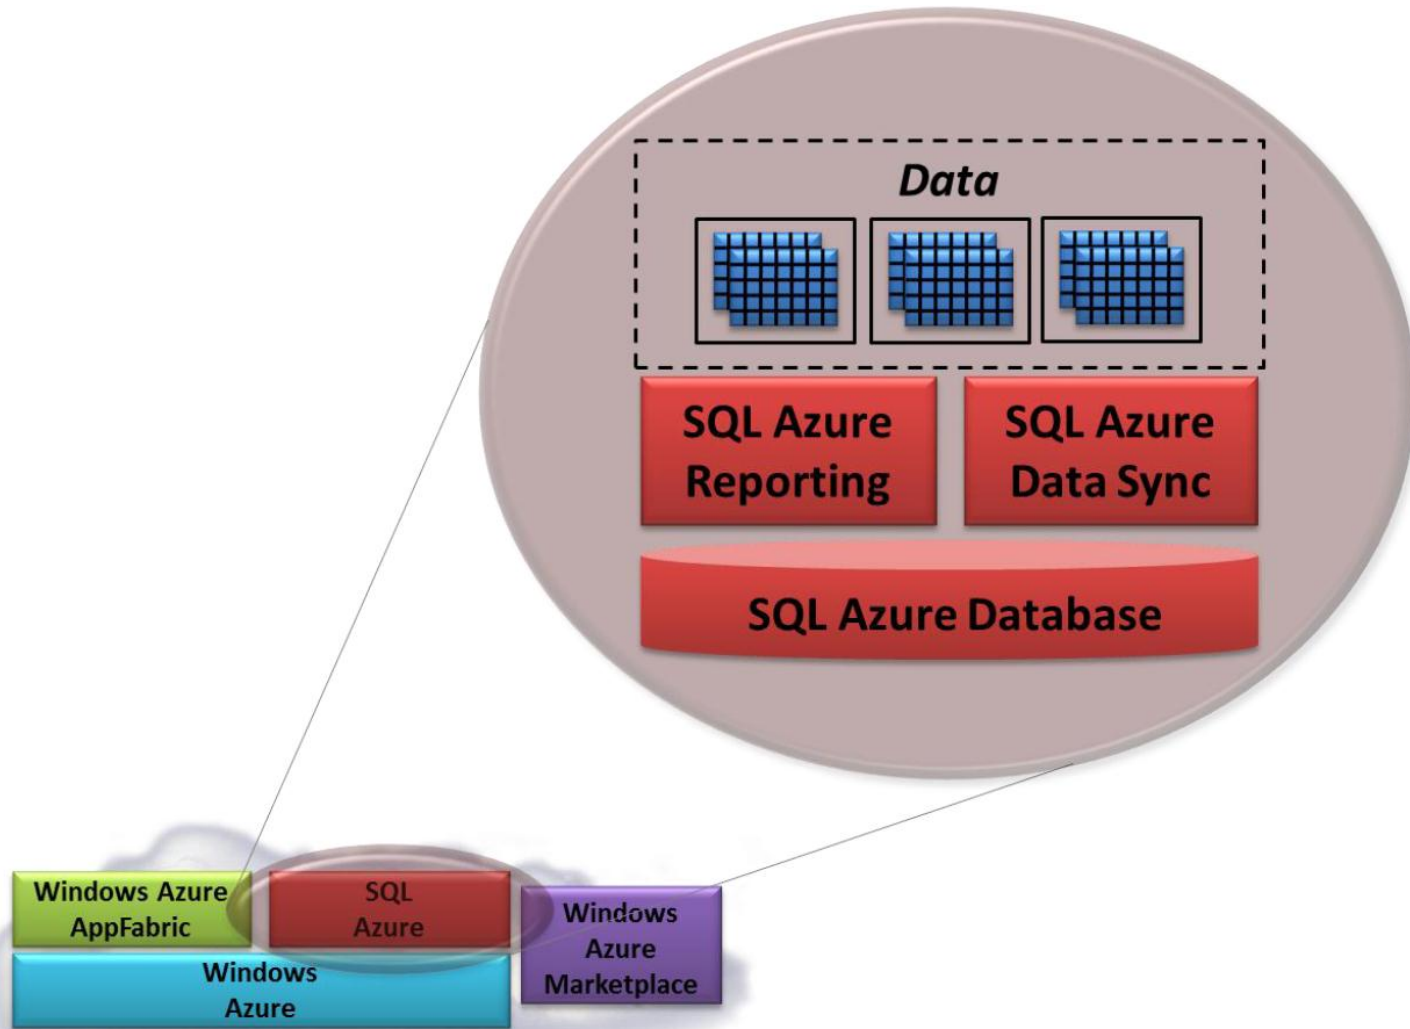 Data
SQL Azure
Reporting
SQL Azure
Data Sync
SQL Azure Database
Windows Azure
AppFabric
SQL
Azure
Windows
Azure
Marketplace
Windows
Azure